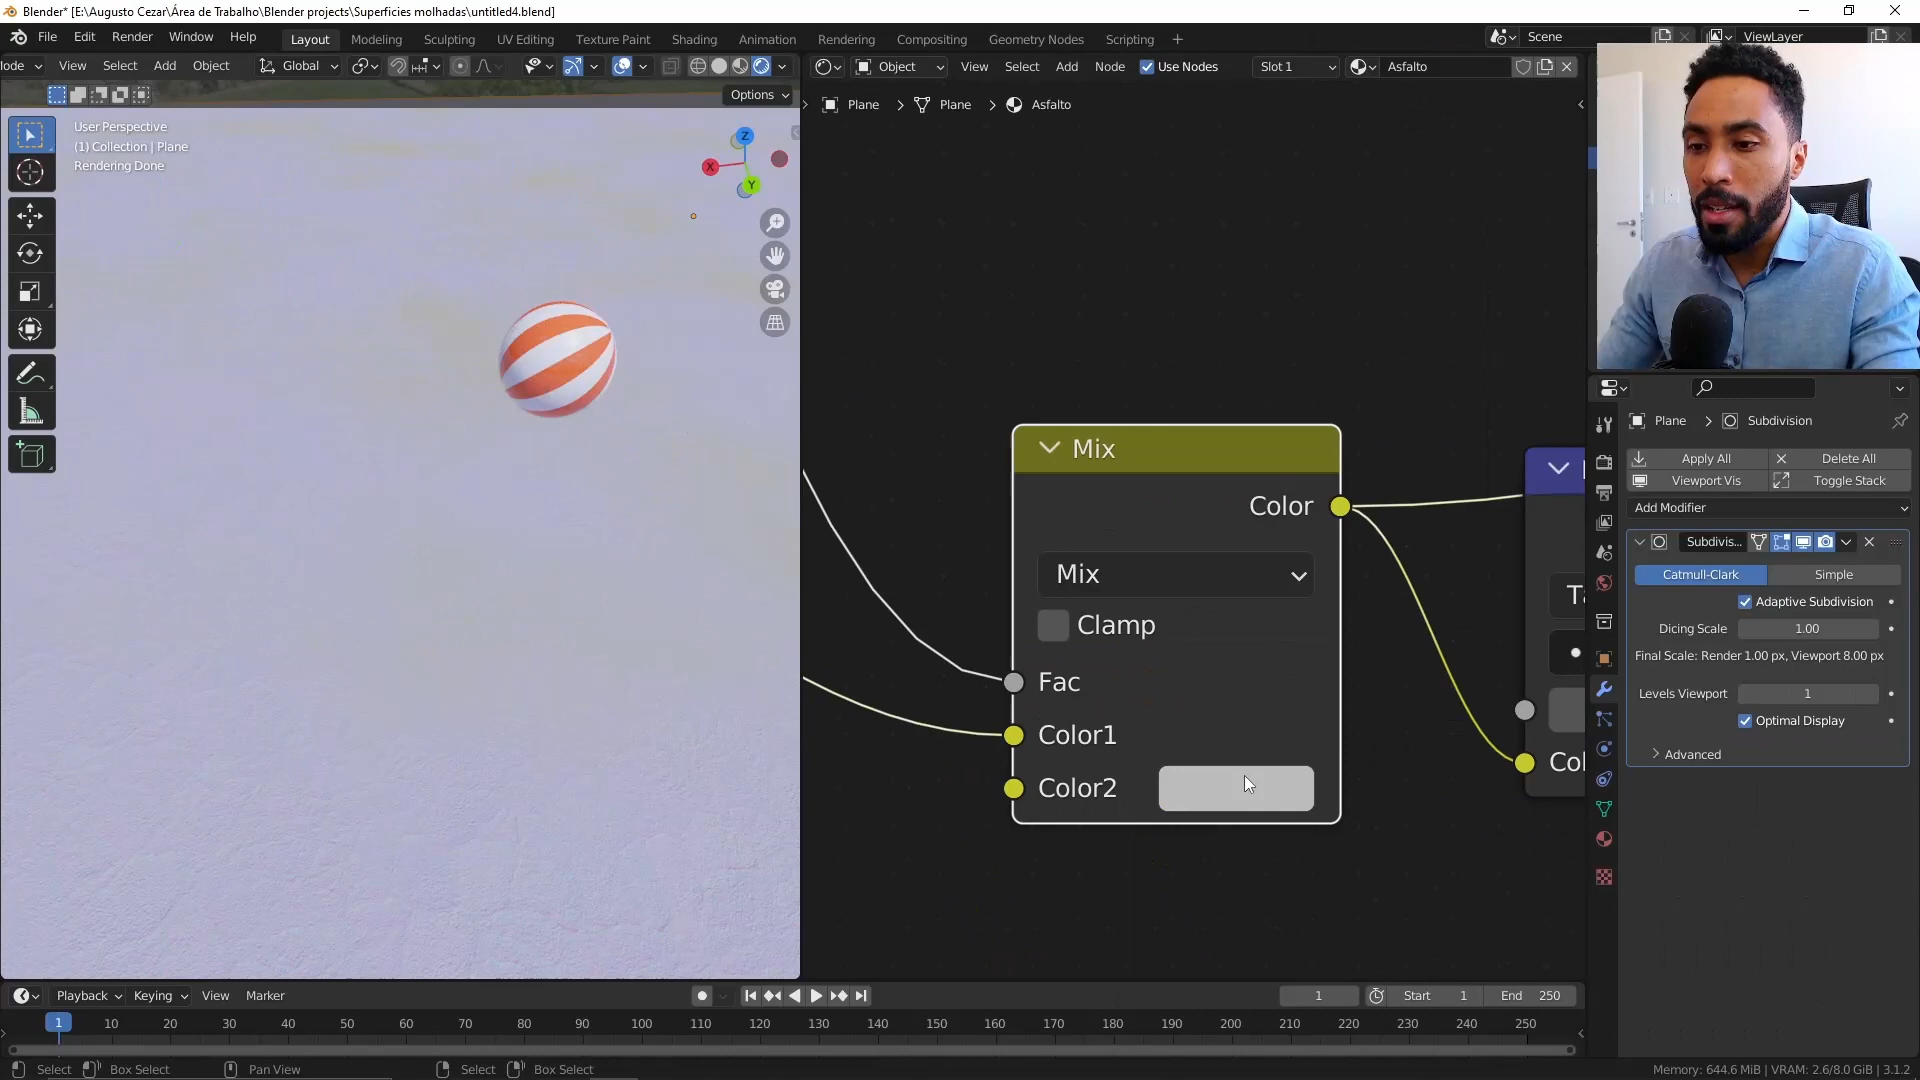 Blender* [E:\Augusto Cezar\Área de Trabalho\Blender projects\Superficies molhadas\untitled4.blend]
File Edit Render Window Help
Layout Modeling Sculpting UV Editing Texture Paint Shading Animation Rendering Compositing Geometry Nodes Scripting
Scene
ViewLayer
ode View Select Add Object Global
Object View Select Add Node Use Nodes Slot 1 Asfalto
Options
User Perspective
(1) Collection | Plane
Rendering Done
Z
X
Y
Plane Plane Asfalto
Mix
Color
Mix
Clamp
Fac
Color1
Color2
Ta
Col
Plane Subdivision
Apply All Delete All
Viewport Vis Toggle Stack
Add Modifier
Subdivis...
Catmull-Clark Simple
Adaptive Subdivision
Dicing Scale 1.00
Final Scale: Render 1.00 px, Viewport 8.00 px
Levels Viewport 1
Optimal Display
Advanced
Playback Keying View Marker
1 Start 1 End 250
1 10 20 30 40 50 60 70 80 90 100 110 120 130 140 150 160 170 180 190 200 210 220 230 240 250
Select Box Select Pan View Select Box Select
Memory: 644.6 MiB | VRAM: 2.6/8.0 GiB | 3.1.2